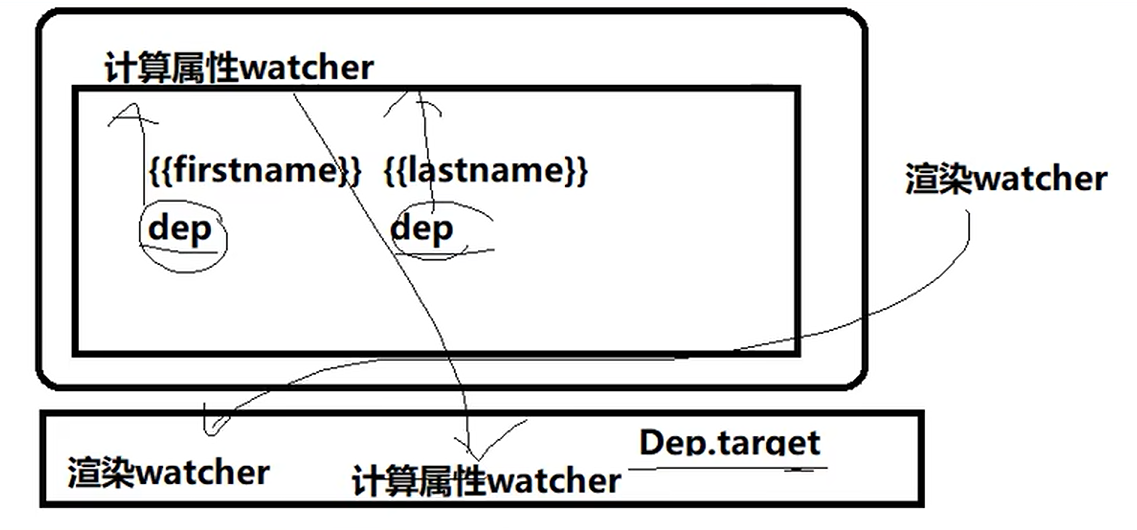 计算属性watcher
{{firstname}} {{lastname}}
渲染watcher
dep dep
Dep.target
渲染watcher 计算属性watcher